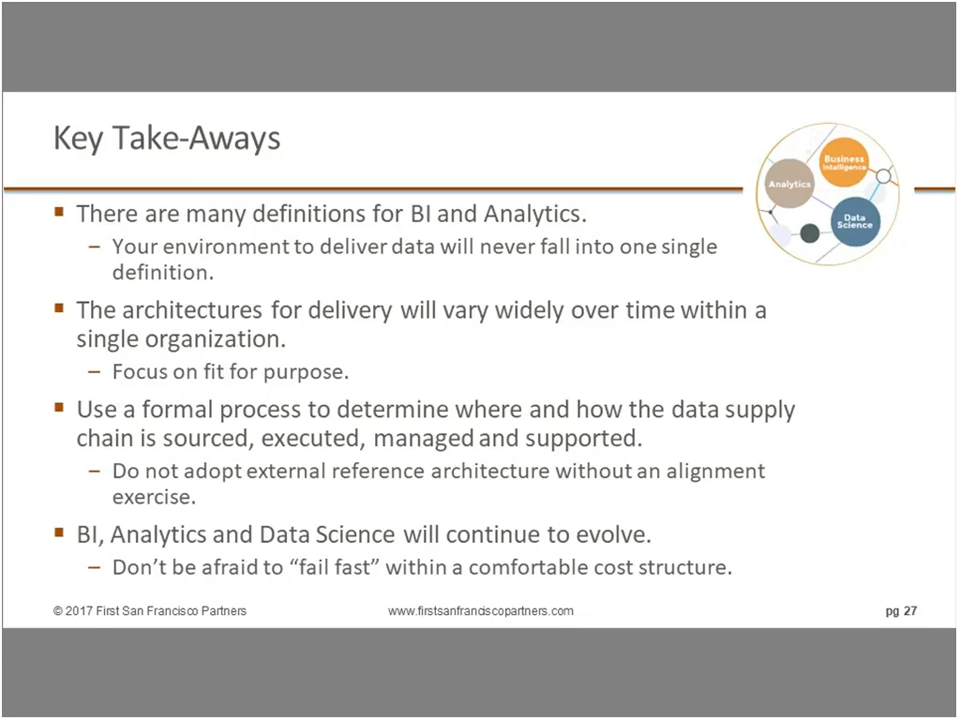 Key Take-Aways
Business
Intelligence
Analytics
Data
Science
▪ There are many definitions for BI and Analytics.
– Your environment to deliver data will never fall into one single
definition.
▪ The architectures for delivery will vary widely over time within a
single organization.
– Focus on fit for purpose.
▪ Use a formal process to determine where and how the data supply
chain is sourced, executed, managed and supported.
– Do not adopt external reference architecture without an alignment
exercise.
▪ BI, Analytics and Data Science will continue to evolve.
– Don’t be afraid to “fail fast” within a comfortable cost structure.
© 2017 First San Francisco Partners www.firstsanfranciscopartners.com pg 27